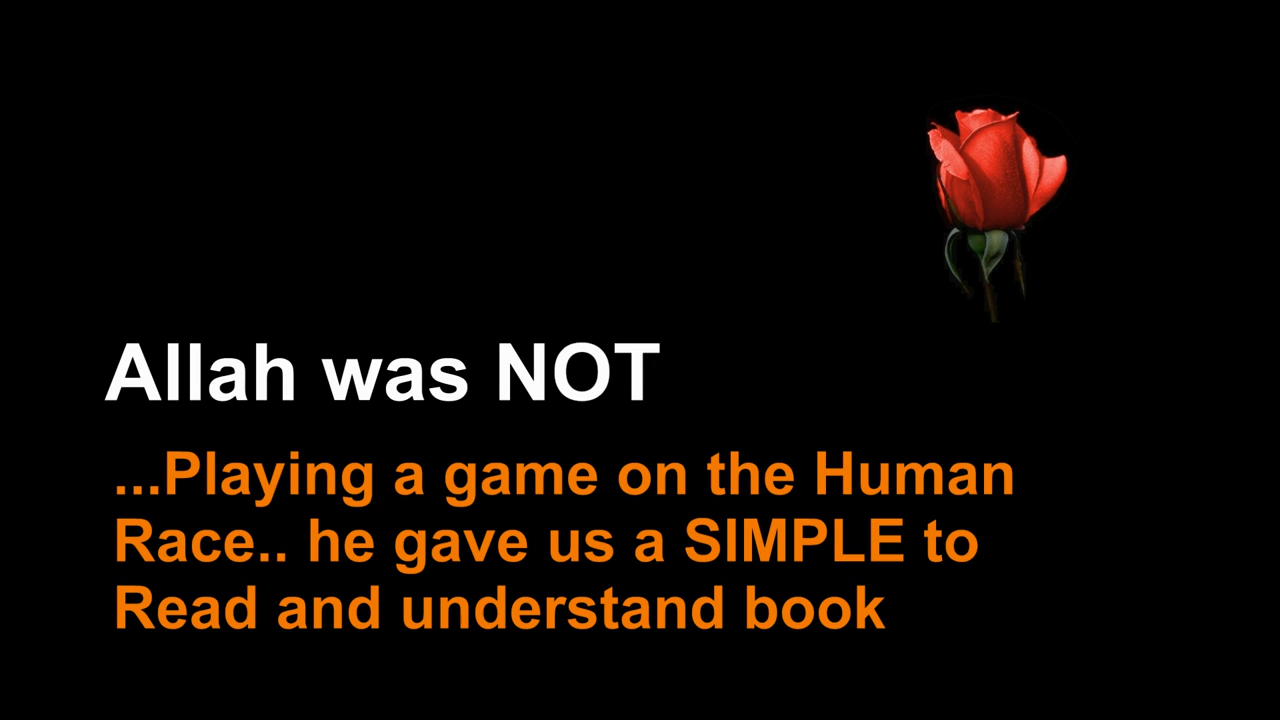 Allah was NOT
...Playing a game on the Human
Race.. he gave us a SIMPLE to
Read and understand book